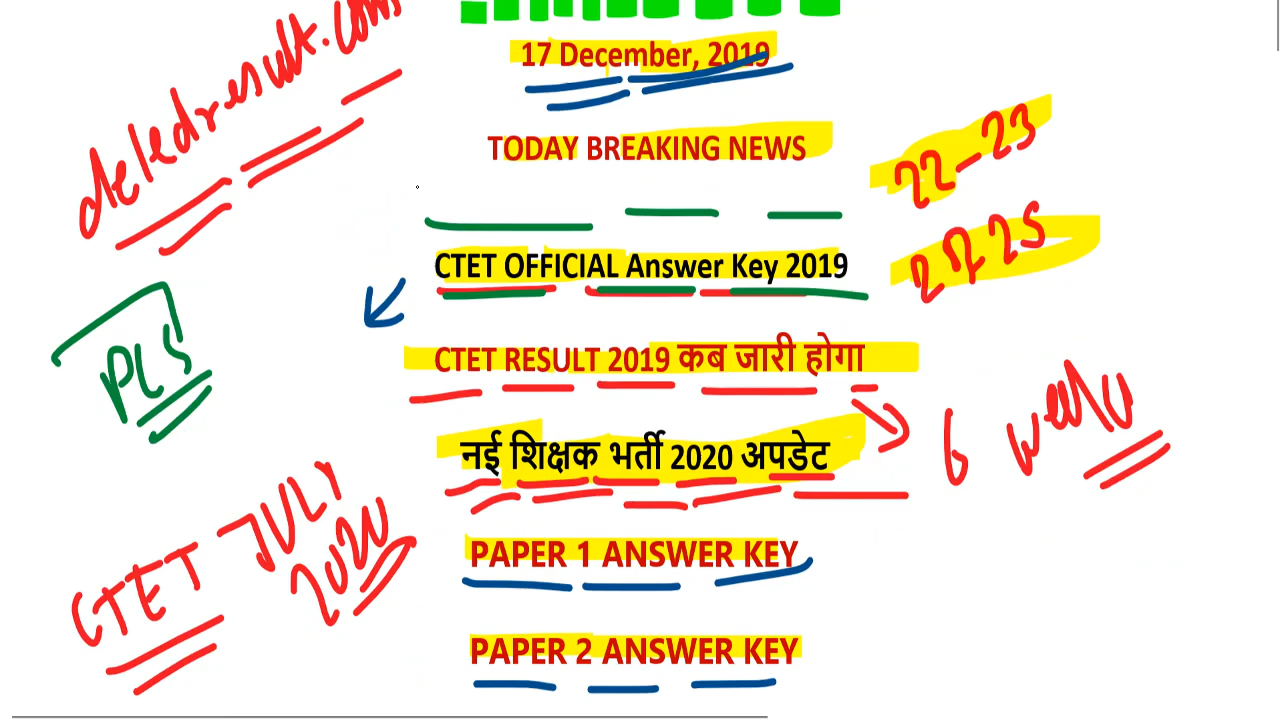 deledresult.com
17 December, 2019
TODAY BREAKING NEWS
22-23
CTET OFFICIAL Answer Key 2019
CTET RESULT 2019 कब जारी होगा
PLS
6 week
नई शिक्षक भर्ती 2020 अपडेट
CTET JULY
2020
PAPER 1 ANSWER KEY
PAPER 2 ANSWER KEY